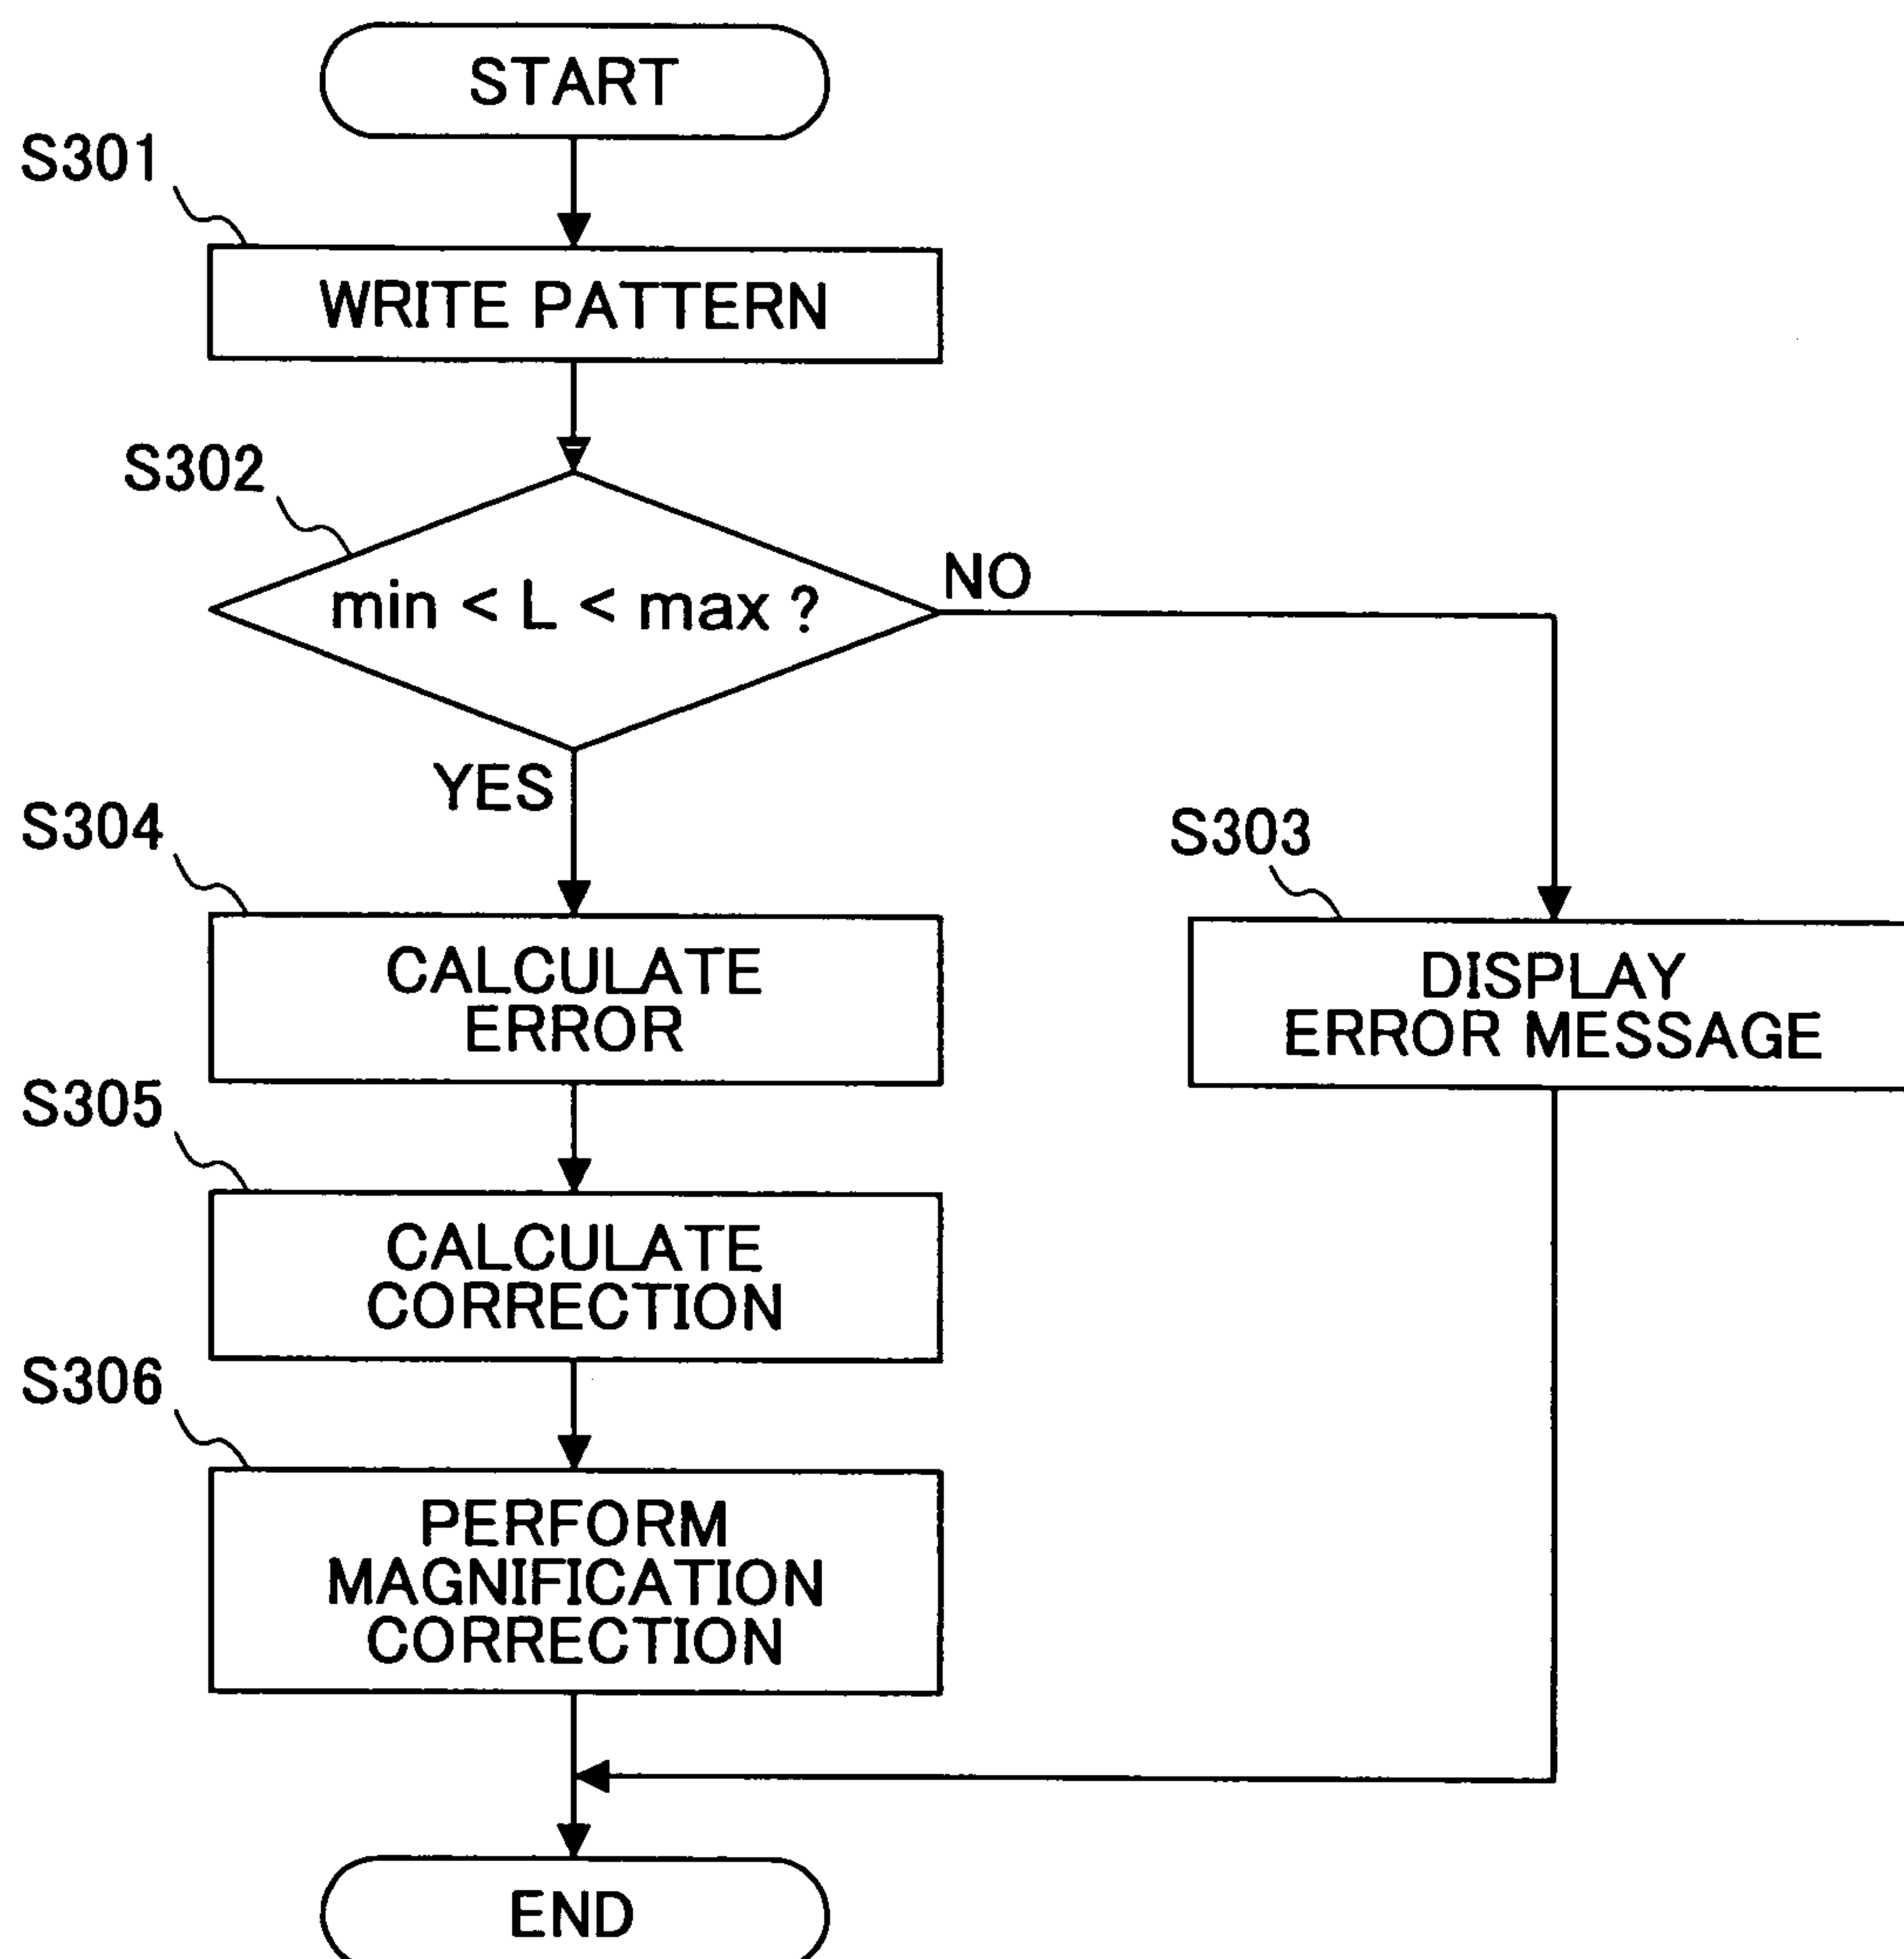 START
S301
WRITE PATTERN
S302
min < L < max ?
NO
YES
S304
CALCULATE
ERROR
S303
DISPLAY
ERROR MESSAGE
S305
CALCULATE
CORRECTION
S306
PERFORM
MAGNIFICATION
CORRECTION
END